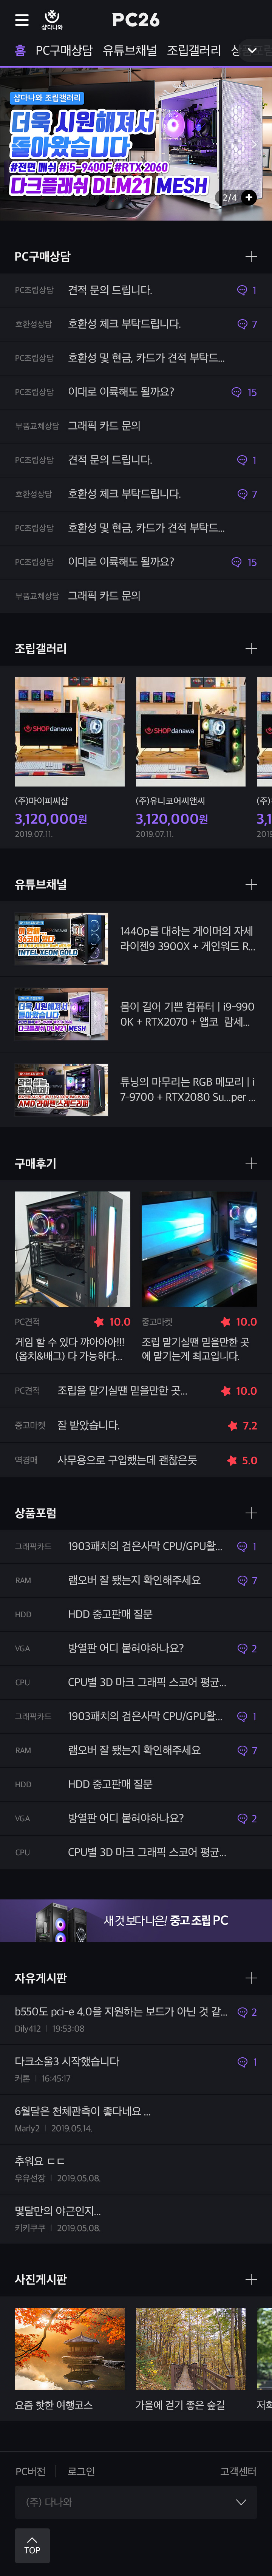 샵다나와
PC26
홈 PC구매상담 유튜브채널 조립갤러리
샵다나와 조립갤러리
더욱 시원해져서
돌아왔습니다
#전면 메쉬 #i5-9400F #RTX 2060
다크플래쉬 DLM21 MESH
2/4 +
PC구매상담
PC조립상담 견적 문의 드립니다. 1
호환성상담 호환성 체크 부탁드립니다. 7
PC조립상담 호환성 및 현금, 카드가 견적 부탁드...
PC조립상담 이대로 이륙해도 될까요? 15
부품교체상담 그래픽 카드 문의
PC조립상담 견적 문의 드립니다. 1
호환성상담 호환성 체크 부탁드립니다. 7
PC조립상담 호환성 및 현금, 카드가 견적 부탁드...
PC조립상담 이대로 이륙해도 될까요? 15
부품교체상담 그래픽 카드 문의
조립갤러리
SHOPdanawa
SHOPdanawa
(주)마이피씨샵
3,120,000원
2019.07.11.
(주)유니코어씨앤씨
3,120,000원
2019.07.11.
유튜브채널
INTEL XEON GOLD
1440p를 대하는 게이머의 자세
라이젠9 3900X + 게인워드 R...
더욱 시원해져서
돌아왔습니다
다크플래쉬 DLM21 MESH
몸이 길어 기쁜 컴퓨터 | i9-990
0K + RTX2070 + 앱코 람세...
AMD 라이젠 스레드리퍼
튜닝의 마무리는 RGB 메모리 | i
7-9700 + RTX2080 Su...per ...
구매후기
PC견적 10.0
게임 할 수 있다 꺄아아아!!!
(옵치&배그) 다 가능하다...
중고마켓 10.0
조립 맡기실땐 믿을만한 곳
에 맡기는게 최고입니다.
PC견적 조립을 맡기실땐 믿을만한 곳... 10.0
중고마켓 잘 받았습니다. 7.2
역경매 사무용으로 구입했는데 괜찮은듯 5.0
상품포럼
그래픽카드 1903패치의 검은사막 CPU/GPU활... 1
RAM 램오버 잘 됐는지 확인해주세요 7
HDD HDD 중고판매 질문
VGA 방열판 어디 붙혀야하나요? 2
CPU CPU별 3D 마크 그래픽 스코어 평균...
그래픽카드 1903패치의 검은사막 CPU/GPU활... 1
RAM 램오버 잘 됐는지 확인해주세요 7
HDD HDD 중고판매 질문
VGA 방열판 어디 붙혀야하나요? 2
CPU CPU별 3D 마크 그래픽 스코어 평균...
새 것 보다 나은! 중고 조립 PC
자유게시판
b550도 pci-e 4.0을 지원하는 보드가 아닌 것 같... 2
Dily412 | 19:53:08
다크소울3 시작했습니다 1
커튼 | 16:45:17
6월달은 천체관측이 좋다네요 ...
Marly2 | 2019.05.14.
추워요 ㄷㄷ
우유선장 | 2019.05.08.
몇달만의 야근인지...
키키쿠쿠 | 2019.05.08.
사진게시판
요즘 핫한 여행코스
가을에 걷기 좋은 숲길
PC버전 | 로그인 고객센터
(주) 다나와
TOP